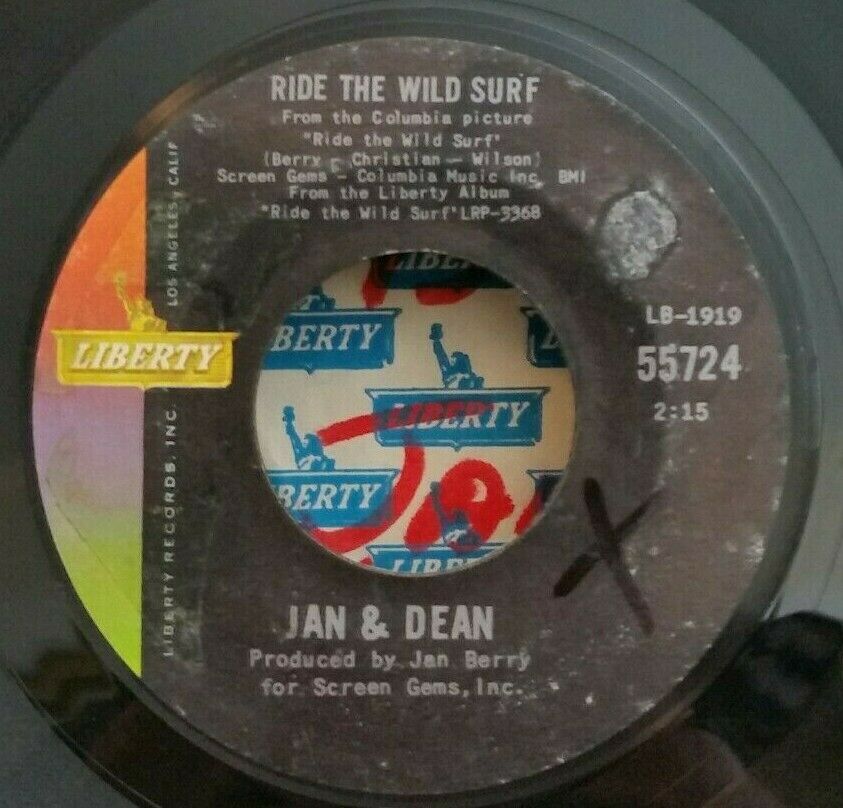 RIDE THE WILD SURF
From the Columbia picture
"Ride the Wild Surf"
(Berry - Christian - Wilson)
Screen Gems - Columbia Music Inc. BMI
From the Liberty Album
"Ride the Wild Surf" LRP-3368
LIBERTY RECORDS, INC. LOS ANGELES, CALIF
LIBERTY
LB-1919
55724
2:15
LIBERTY
BERTY
LIBERTY
BERTY
LIBERTY
X
JAN & DEAN
Produced by Jan Berry
for Screen Gems, Inc.